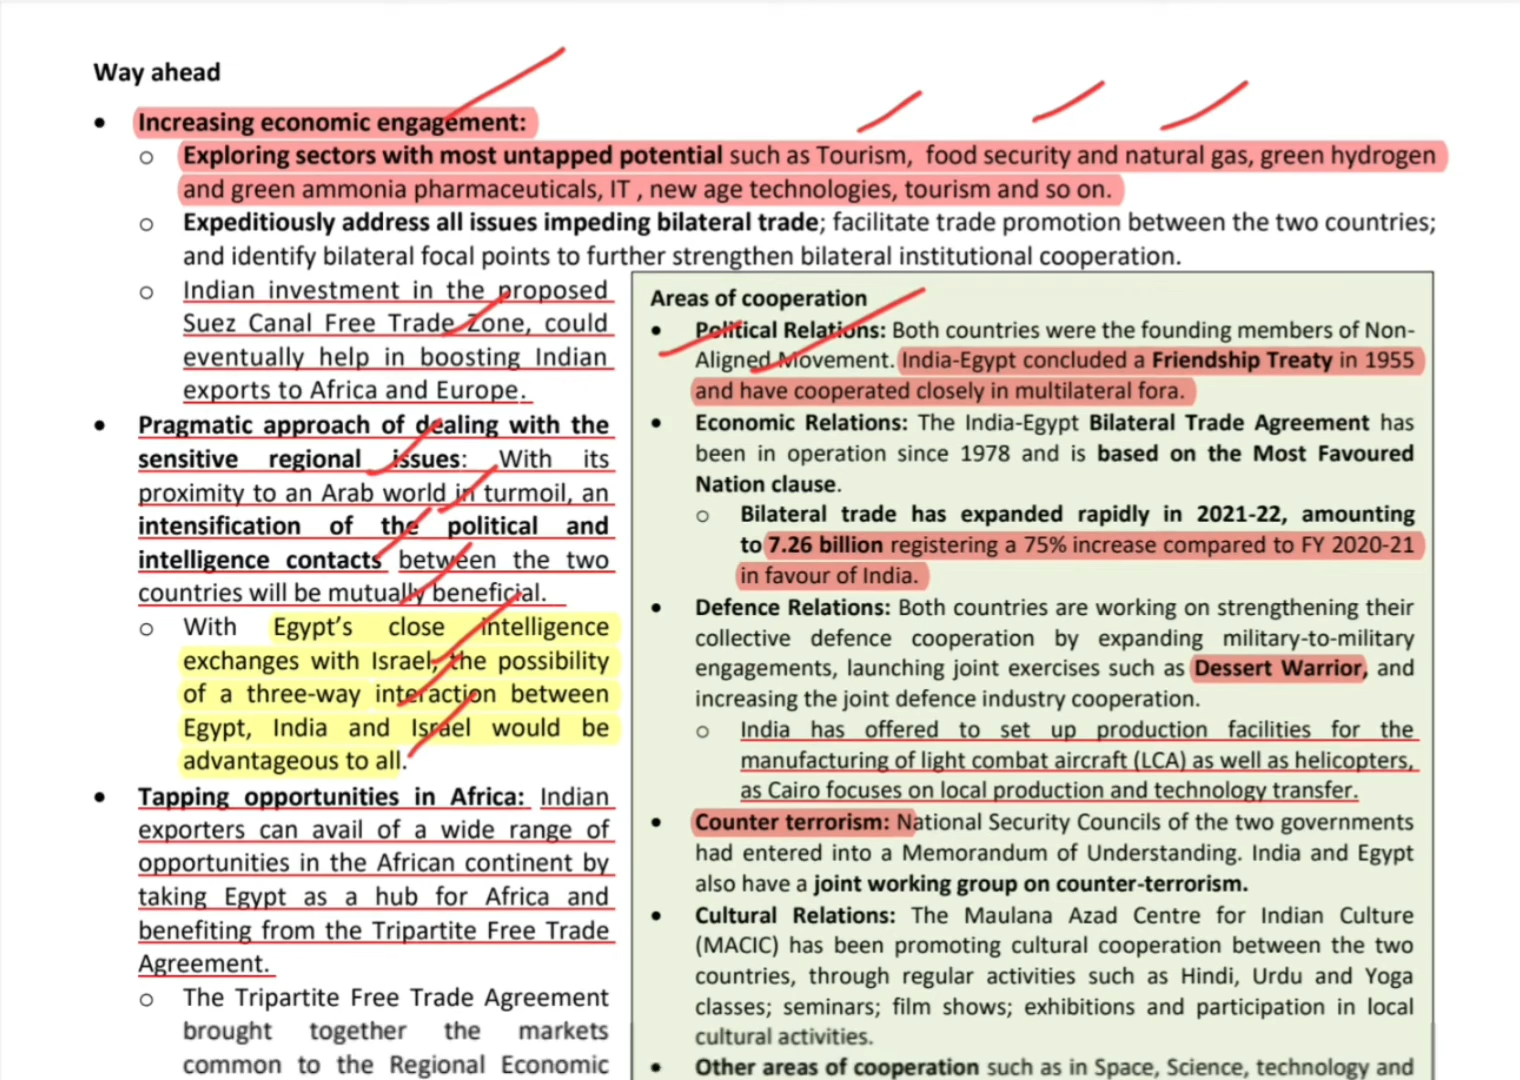 Way ahead
• Increasing economic engagement:
o Exploring sectors with most untapped potential such as Tourism, food security and natural gas, green hydrogen
and green ammonia pharmaceuticals, IT , new age technologies, tourism and so on.
o Expeditiously address all issues impeding bilateral trade; facilitate trade promotion between the two countries;
and identify bilateral focal points to further strengthen bilateral institutional cooperation.
o Indian investment in the proposed
Suez Canal Free Trade Zone, could
eventually help in boosting Indian
exports to Africa and Europe.
• Pragmatic approach of dealing with the
sensitive regional issues: With its
proximity to an Arab world in turmoil, an
intensification of the political and
intelligence contacts between the two
countries will be mutually beneficial.
o With Egypt's close intelligence
exchanges with Israel, the possibility
of a three-way interaction between
Egypt, India and Israel would be
advantageous to all.
• Tapping opportunities in Africa: Indian
exporters can avail of a wide range of
opportunities in the African continent by
taking Egypt as a hub for Africa and
benefiting from the Tripartite Free Trade
Agreement.
o The Tripartite Free Trade Agreement
brought together the markets
common to the Regional Economic
Areas of cooperation
• Political Relations: Both countries were the founding members of Non-
Aligned Movement. India-Egypt concluded a Friendship Treaty in 1955
and have cooperated closely in multilateral fora.
• Economic Relations: The India-Egypt Bilateral Trade Agreement has
been in operation since 1978 and is based on the Most Favoured
Nation clause.
o Bilateral trade has expanded rapidly in 2021-22, amounting
to 7.26 billion registering a 75% increase compared to FY 2020-21
in favour of India.
• Defence Relations: Both countries are working on strengthening their
collective defence cooperation by expanding military-to-military
engagements, launching joint exercises such as Dessert Warrior, and
increasing the joint defence industry cooperation.
o India has offered to set up production facilities for the
manufacturing of light combat aircraft (LCA) as well as helicopters,
as Cairo focuses on local production and technology transfer.
• Counter terrorism: National Security Councils of the two governments
had entered into a Memorandum of Understanding. India and Egypt
also have a joint working group on counter-terrorism.
• Cultural Relations: The Maulana Azad Centre for Indian Culture
(MACIC) has been promoting cultural cooperation between the two
countries, through regular activities such as Hindi, Urdu and Yoga
classes; seminars; film shows; exhibitions and participation in local
cultural activities.
• Other areas of cooperation such as in Space, Science, technology and